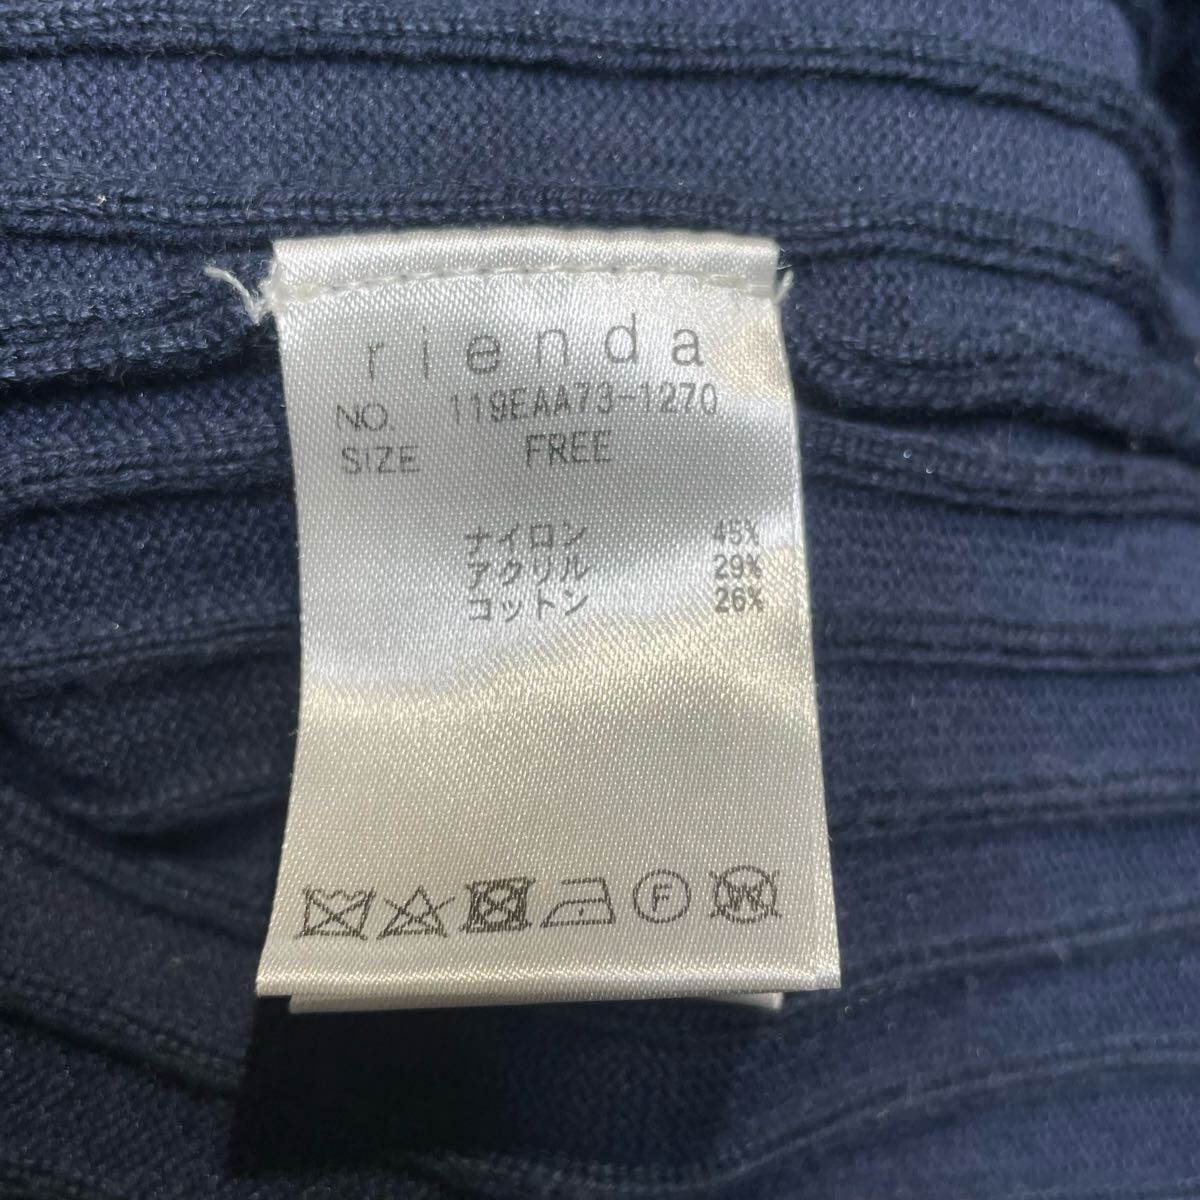 rienda
NO. 119EAA73-1270
SIZE FREE
ナイロン 45%
アクリル 29%
コットン 26%
F W